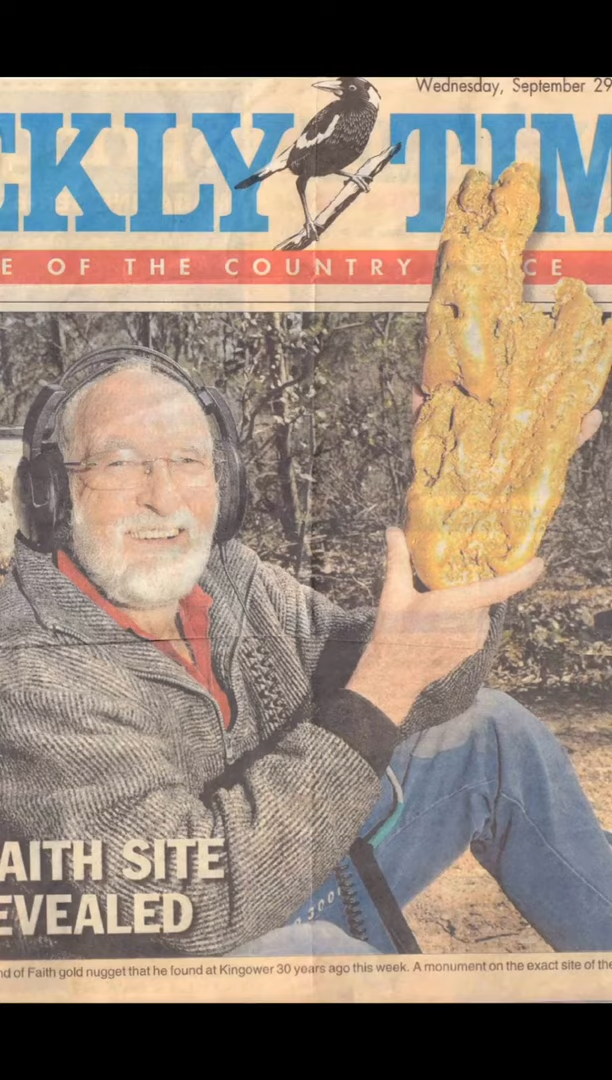 Wednesday, September 29
EKLY TIM
E OF THE COUNTRY CE
AITH SITE
EVEALED
nd of Faith gold nugget that he found at Kingower 30 years ago this week. A monument on the exact site of the